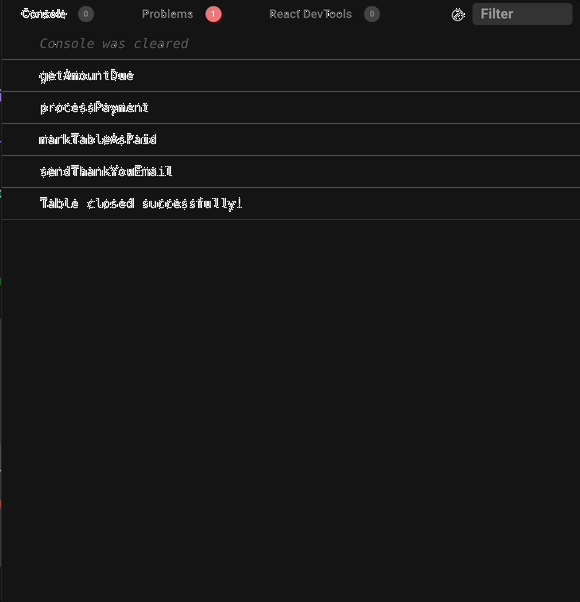 Console 0 Problems 1 React DevTools 0 Filter
Console was cleared
getAmountDue
processPayment
markTableAsPaid
sendThankYouEmail
Table closed successfully!